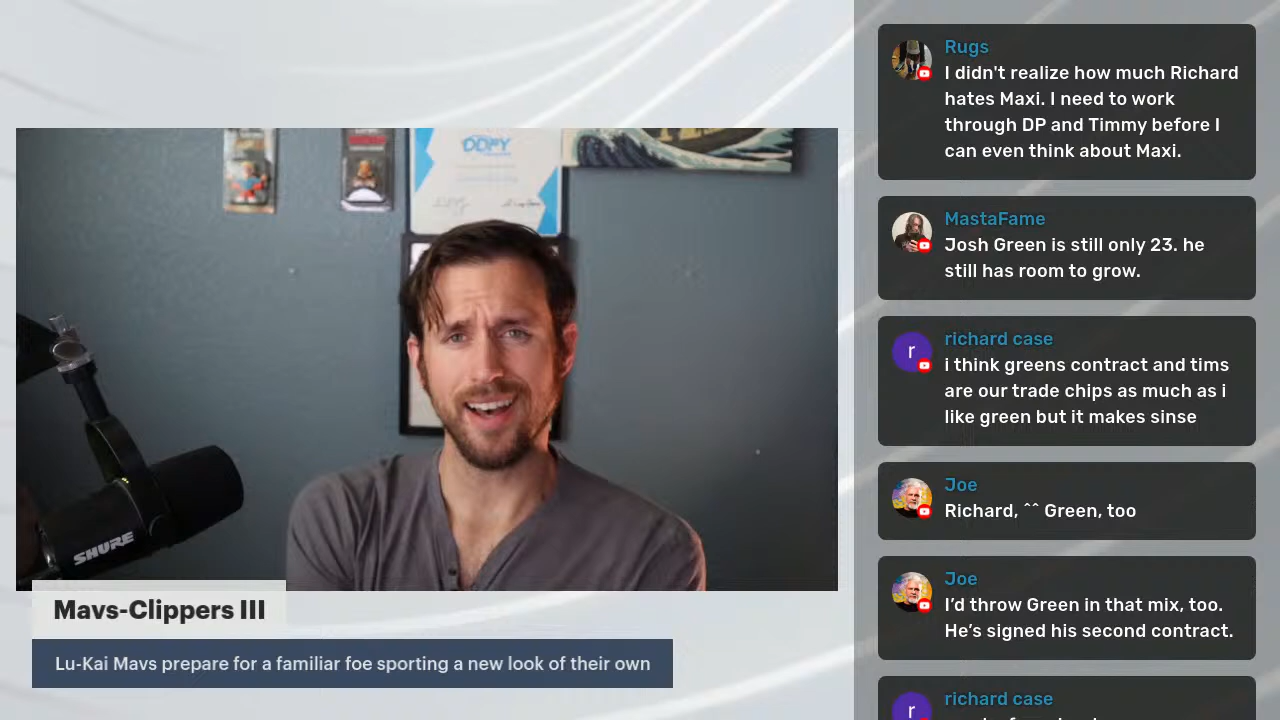 DDPY
SHURE
Mavs-Clippers III
Lu-Kai Mavs prepare for a familiar foe sporting a new look of their own
Rugs
I didn't realize how much Richard
hates Maxi. I need to work
through DP and Timmy before I
can even think about Maxi.
MastaFame
Josh Green is still only 23. he
still has room to grow.
r
richard case
i think greens contract and tims
are our trade chips as much as i
like green but it makes sinse
Joe
Richard, ^^ Green, too
Joe
I’d throw Green in that mix, too.
He’s signed his second contract.
r
richard case